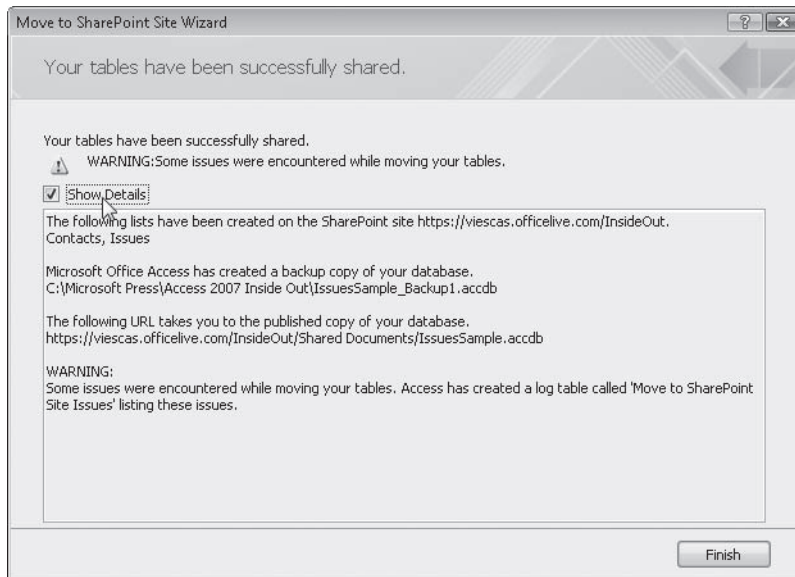 Move to SharePoint Site Wizard
Your tables have been successfully shared.
Your tables have been successfully shared.
WARNING:Some issues were encountered while moving your tables.
Show Details
The following lists have been created on the SharePoint site https://viescas.officelive.com/InsideOut.
Contacts, Issues
Microsoft Office Access has created a backup copy of your database.
C:\Microsoft Press\Access 2007 Inside Out\IssuesSample_Backup1.accdb
The following URL takes you to the published copy of your database.
https://viescas.officelive.com/InsideOut/Shared Documents/IssuesSample.accdb
WARNING:
Some issues were encountered while moving your tables. Access has created a log table called 'Move to SharePoint
Site Issues' listing these issues.
Finish